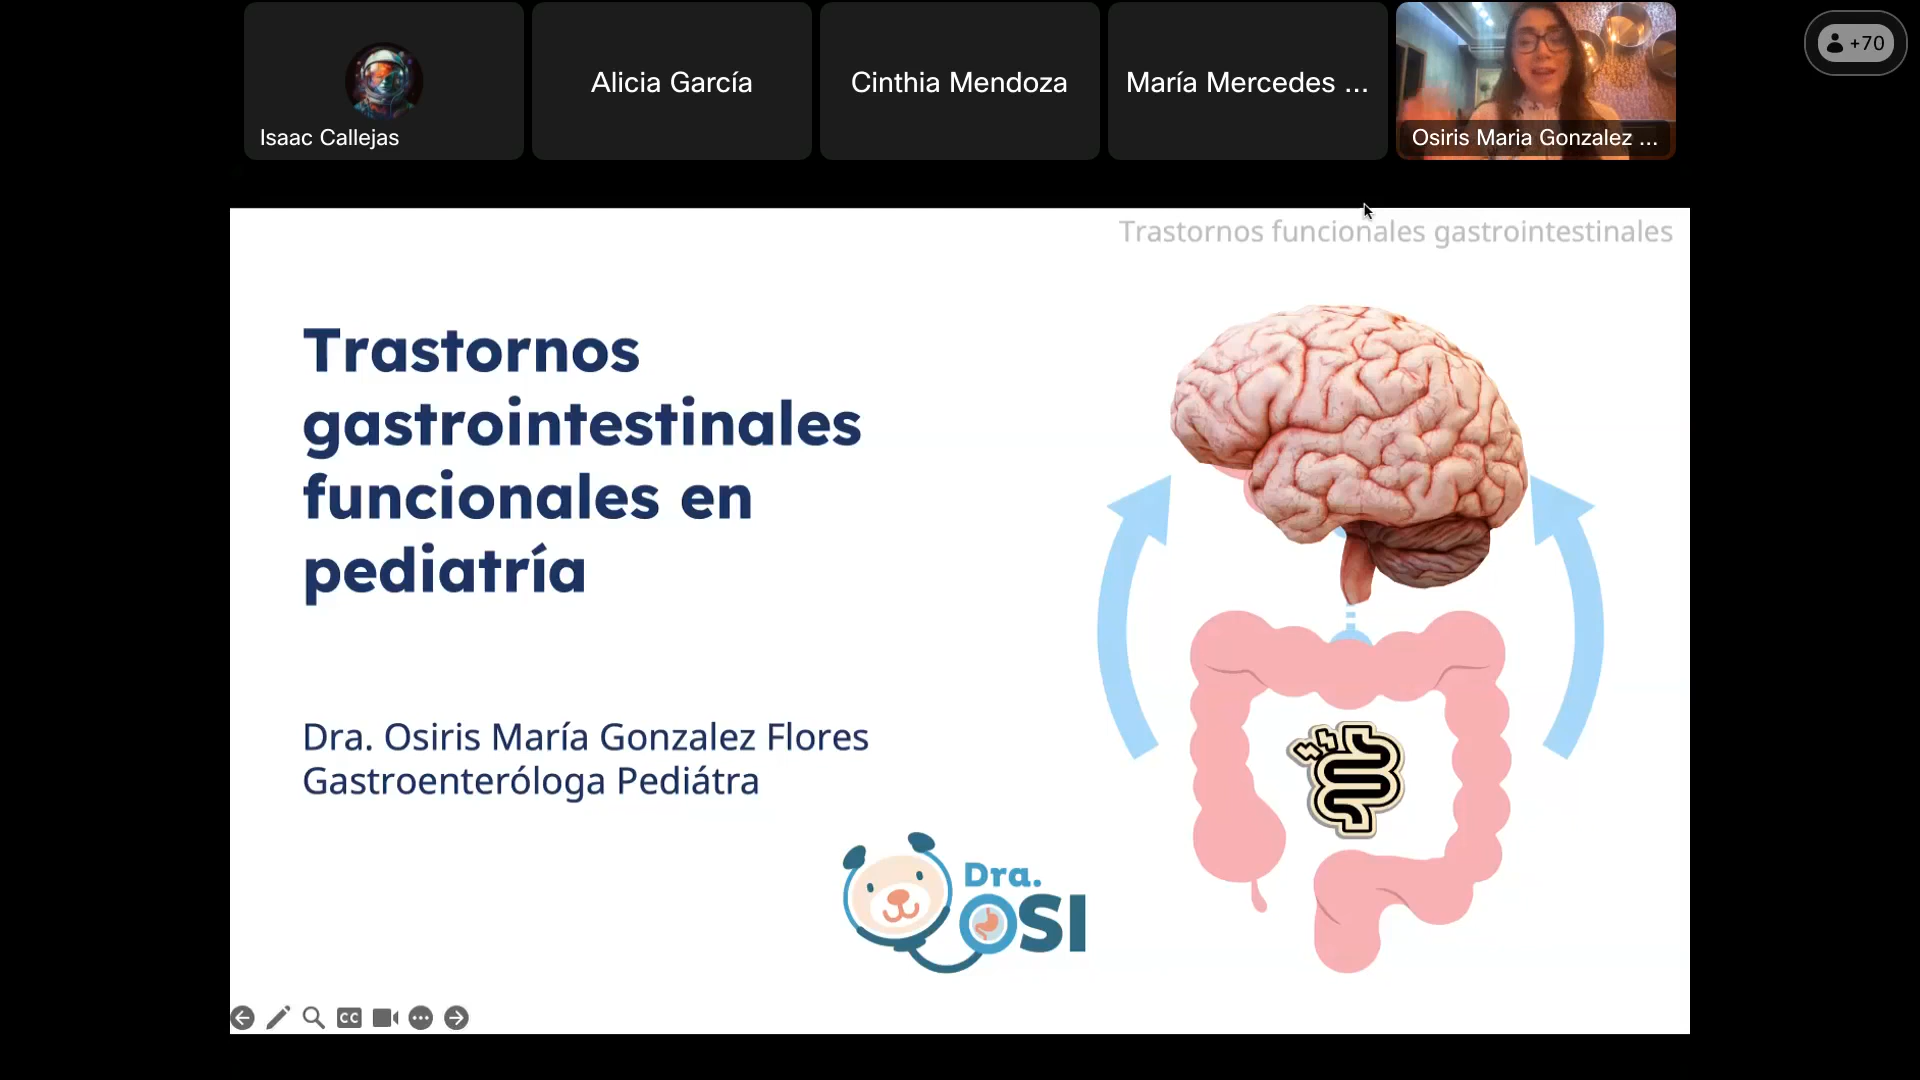 Isaac Callejas
Alicia García
Cinthia Mendoza
María Mercedes ...
Osiris Maria Gonzalez ...
+70
Trastornos funcionales gastrointestinales
Trastornos
gastrointestinales
funcionales en
pediatría
Dra. Osiris María Gonzalez Flores
Gastroenteróloga Pediátra
Dra.
OSI
CC